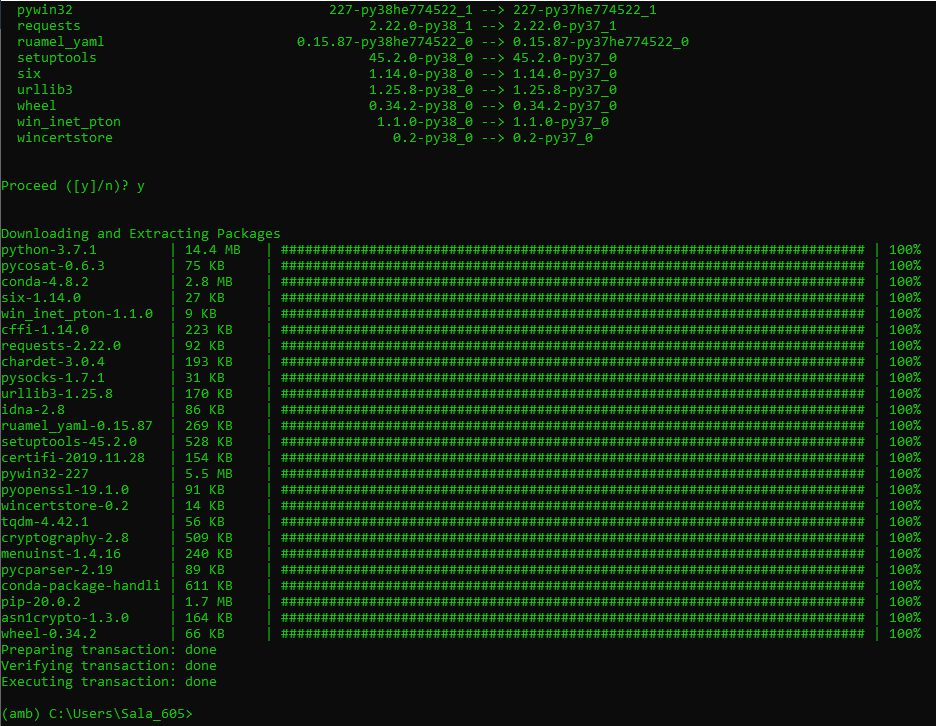 pywin32 227-py38he774522_1 --> 227-py37he774522_1
requests 2.22.0-py38_1 --> 2.22.0-py37_1
ruamel_yaml 0.15.87-py38he774522_0 --> 0.15.87-py37he774522_0
setuptools 45.2.0-py38_0 --> 45.2.0-py37_0
six 1.14.0-py38_0 --> 1.14.0-py37_0
urllib3 1.25.8-py38_0 --> 1.25.8-py37_0
wheel 0.34.2-py38_0 --> 0.34.2-py37_0
win_inet_pton 1.1.0-py38_0 --> 1.1.0-py37_0
wincertstore 0.2-py38_0 --> 0.2-py37_0
Proceed ([y]/n)? y
Downloading and Extracting Packages
python-3.7.1 | 14.4 MB | ######################################################################### | 100%
pycosat-0.6.3 | 75 KB | ######################################################################### | 100%
conda-4.8.2 | 2.8 MB | ######################################################################### | 100%
six-1.14.0 | 27 KB | ######################################################################### | 100%
win_inet_pton-1.1.0 | 9 KB | ######################################################################### | 100%
cffi-1.14.0 | 223 KB | ######################################################################### | 100%
requests-2.22.0 | 92 KB | ######################################################################### | 100%
chardet-3.0.4 | 193 KB | ######################################################################### | 100%
pysocks-1.7.1 | 31 KB | ######################################################################### | 100%
urllib3-1.25.8 | 170 KB | ######################################################################### | 100%
idna-2.8 | 86 KB | ######################################################################### | 100%
ruamel_yaml-0.15.87 | 269 KB | ######################################################################### | 100%
setuptools-45.2.0 | 528 KB | ######################################################################### | 100%
certifi-2019.11.28 | 154 KB | ######################################################################### | 100%
pywin32-227 | 5.5 MB | ######################################################################### | 100%
pyopenssl-19.1.0 | 91 KB | ######################################################################### | 100%
wincertstore-0.2 | 14 KB | ######################################################################### | 100%
tqdm-4.42.1 | 56 KB | ######################################################################### | 100%
cryptography-2.8 | 509 KB | ######################################################################### | 100%
menuinst-1.4.16 | 240 KB | ######################################################################### | 100%
pycparser-2.19 | 89 KB | ######################################################################### | 100%
conda-package-handli | 611 KB | ######################################################################### | 100%
pip-20.0.2 | 1.7 MB | ######################################################################### | 100%
asn1crypto-1.3.0 | 164 KB | ######################################################################### | 100%
wheel-0.34.2 | 66 KB | ######################################################################### | 100%
Preparing transaction: done
Verifying transaction: done
Executing transaction: done
(amb) C:\Users\Sala_605>